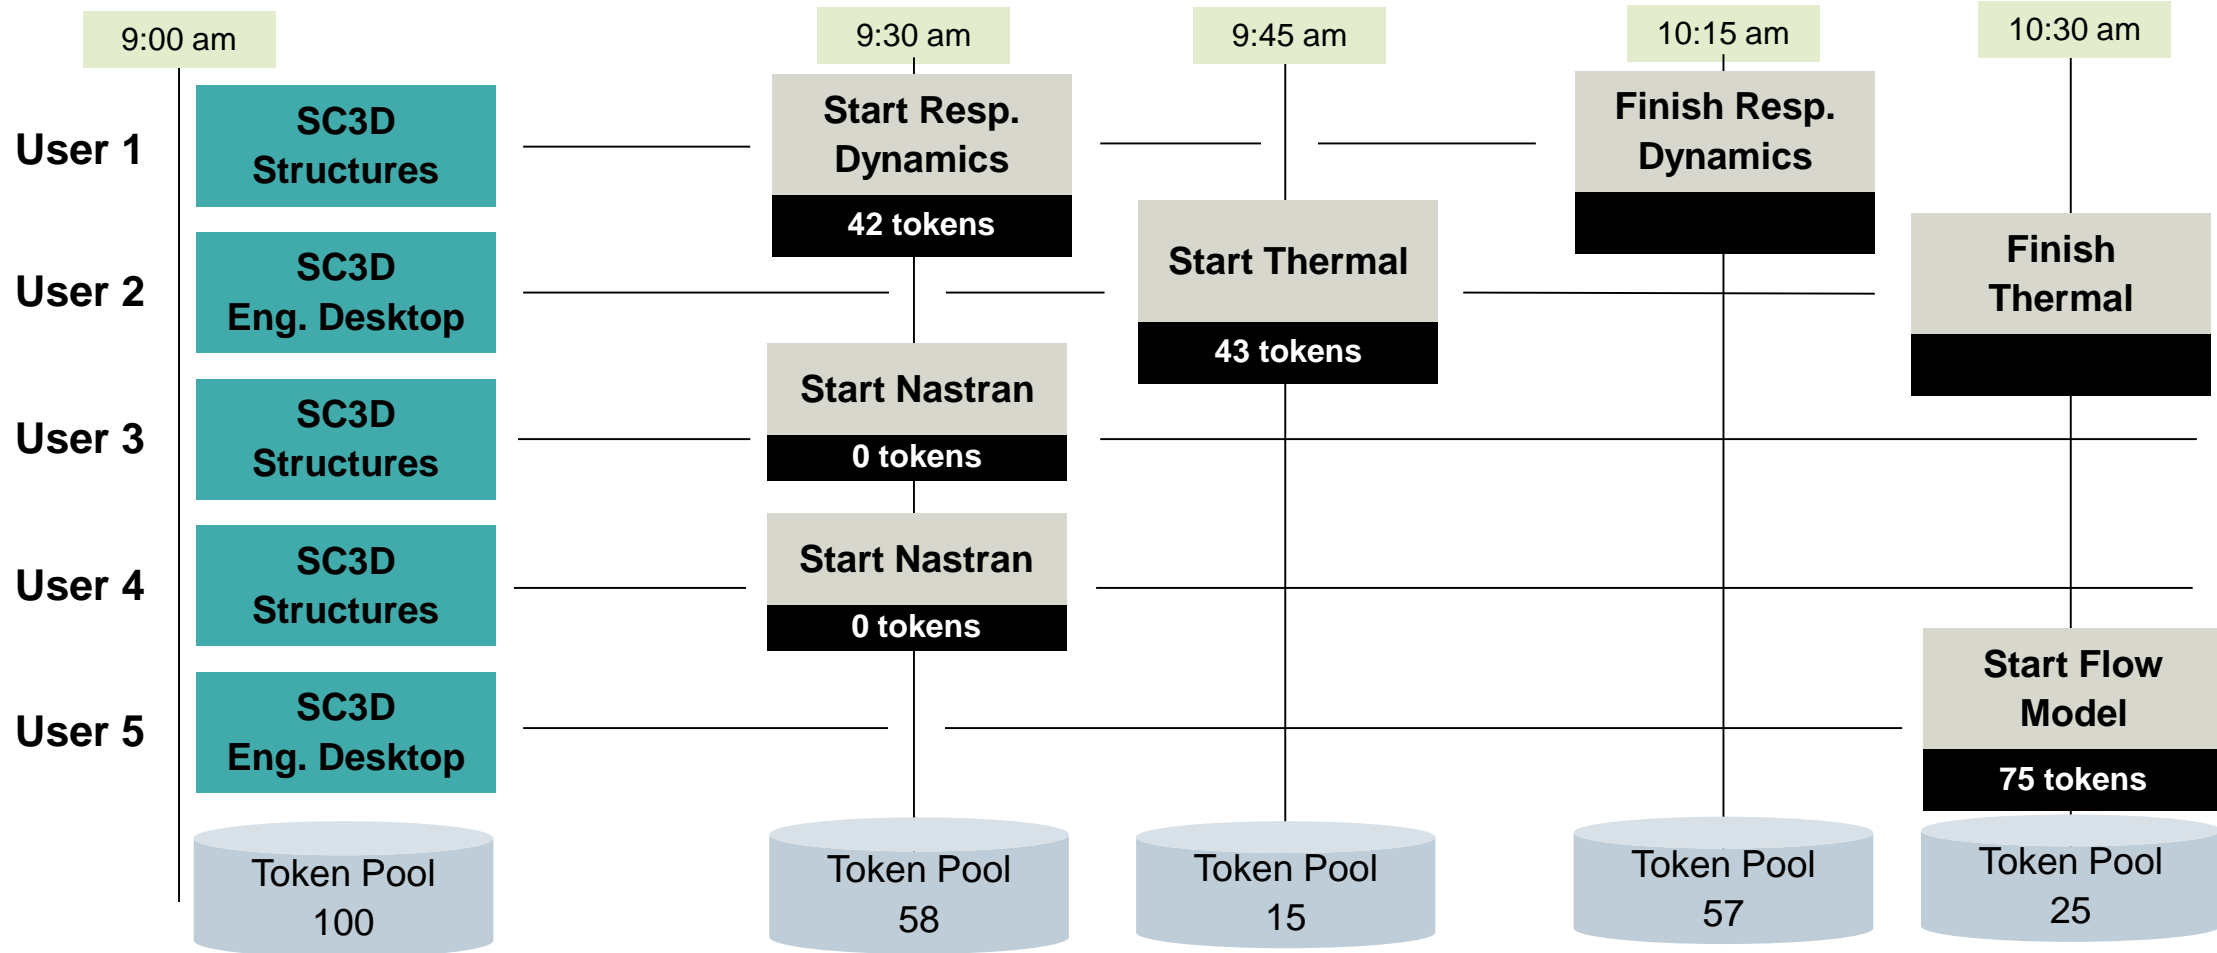 9:00 am
9:30 am
9:45 am
10:15 am
10:30 am
User 1
SC3D
Structures
Start Resp.
Dynamics
42 tokens
Finish Resp.
Dynamics
User 2
SC3D
Eng. Desktop
Start Thermal
43 tokens
Finish
Thermal
User 3
SC3D
Structures
Start Nastran
0 tokens
User 4
SC3D
Structures
Start Nastran
0 tokens
User 5
SC3D
Eng. Desktop
Start Flow
Model
75 tokens
Token Pool
100
Token Pool
58
Token Pool
15
Token Pool
57
Token Pool
25